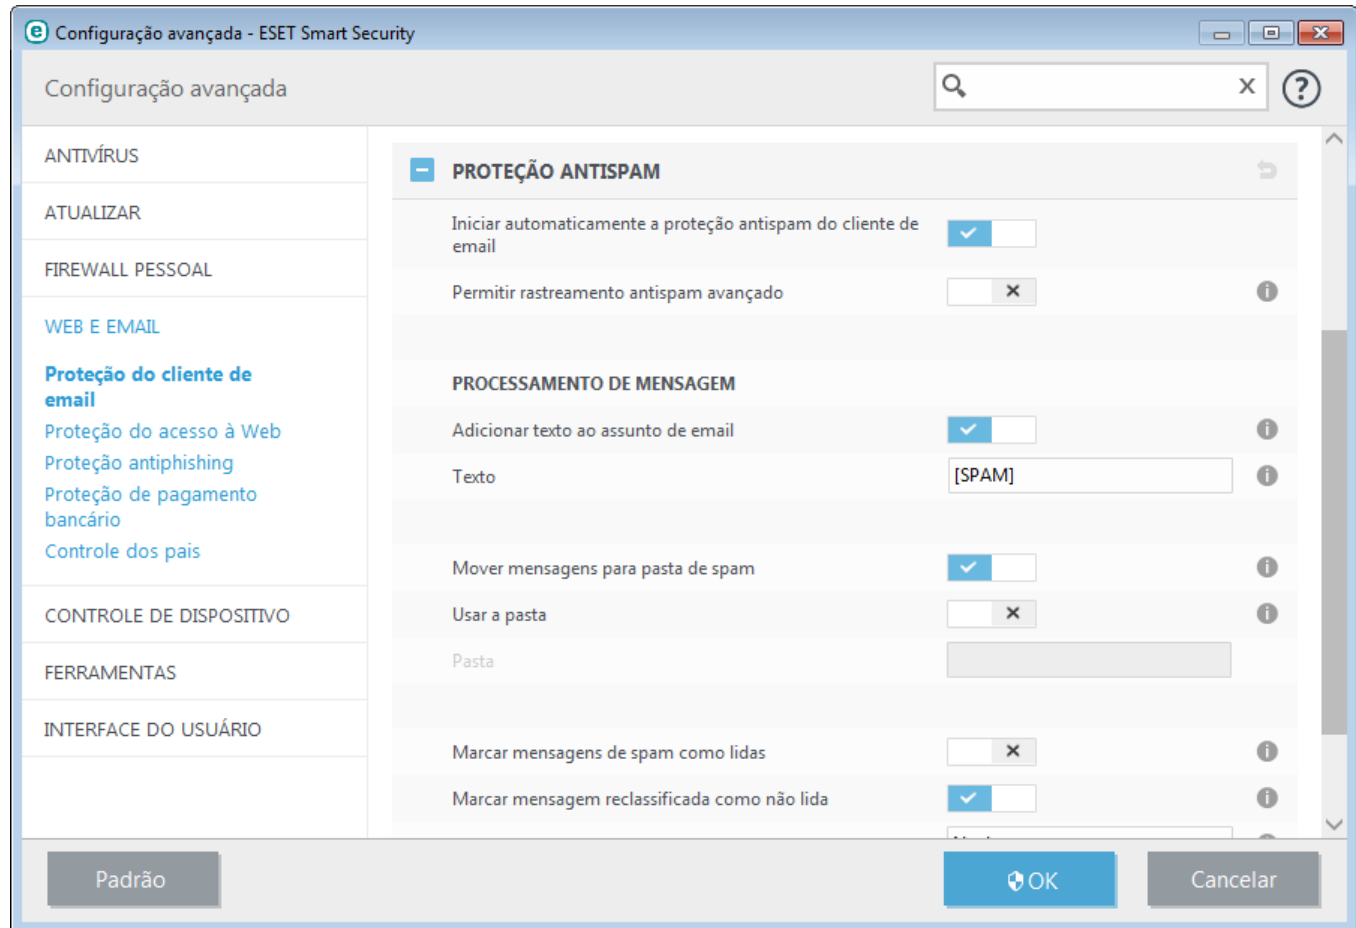 Configuração avançada - ESET Smart Security
Configuração avançada
ANTIVÍRUS
ATUALIZAR
FIREWALL PESSOAL
WEB E EMAIL
Proteção do cliente de
email
Proteção do acesso à Web
Proteção antiphishing
Proteção de pagamento
bancário
Controle dos pais
CONTROLE DE DISPOSITIVO
FERRAMENTAS
INTERFACE DO USUÁRIO
PROTEÇÃO ANTISPAM
Iniciar automaticamente a proteção antispam do cliente de
email
Permitir rastreamento antispam avançado
PROCESSAMENTO DE MENSAGEM
Adicionar texto ao assunto de email
Texto [SPAM]
Mover mensagens para pasta de spam
Usar a pasta
Pasta
Marcar mensagens de spam como lidas
Marcar mensagem reclassificada como não lida
Padrão
OK
Cancelar